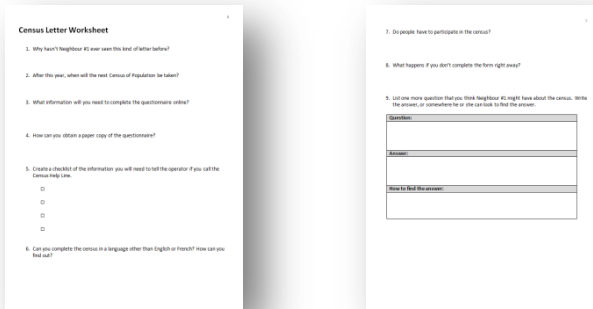 Census Letter Worksheet
1. Why hasn't Neighbour #1 ever seen this kind of letter before?
2. After this year, when will the next Census of Population be taken?
3. What information will you need to complete the questionnaire online?
4. How can you obtain a paper copy of the questionnaire?
5. Create a checklist of the information you will need to tell the operator if you call the
Census Help Line.
6. Can you complete the census in a language other than English or French? How can you
find out?
7. Do people have to participate in the census?
8. What happens if you don't complete the form right away?
9. List one more question that you think Neighbour #1 might have about the census. Write
the answer, or somewhere he or she can look to find the answer.
Question:
Answer:
How to find the answer: